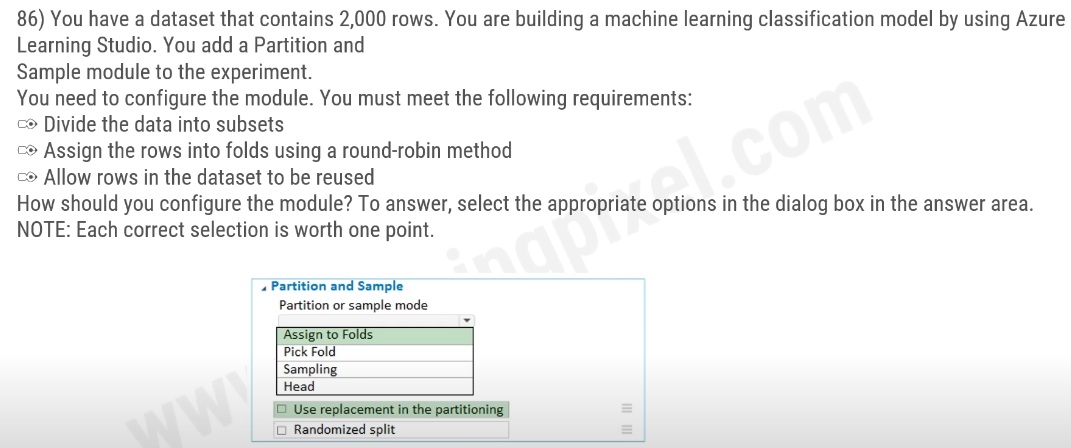 86) You have a dataset that contains 2,000 rows. You are building a machine learning classification model by using Azure
Learning Studio. You add a Partition and
Sample module to the experiment.
You need to configure the module. You must meet the following requirements:
Divide the data into subsets
Assign the rows into folds using a round-robin method
Allow rows in the dataset to be reused
How should you configure the module? To answer, select the appropriate options in the dialog box in the answer area.
NOTE: Each correct selection is worth one point.
Partition and Sample
Partition or sample mode
Assign to Folds
Pick Fold
Sampling
Head
Use replacement in the partitioning
Randomized split